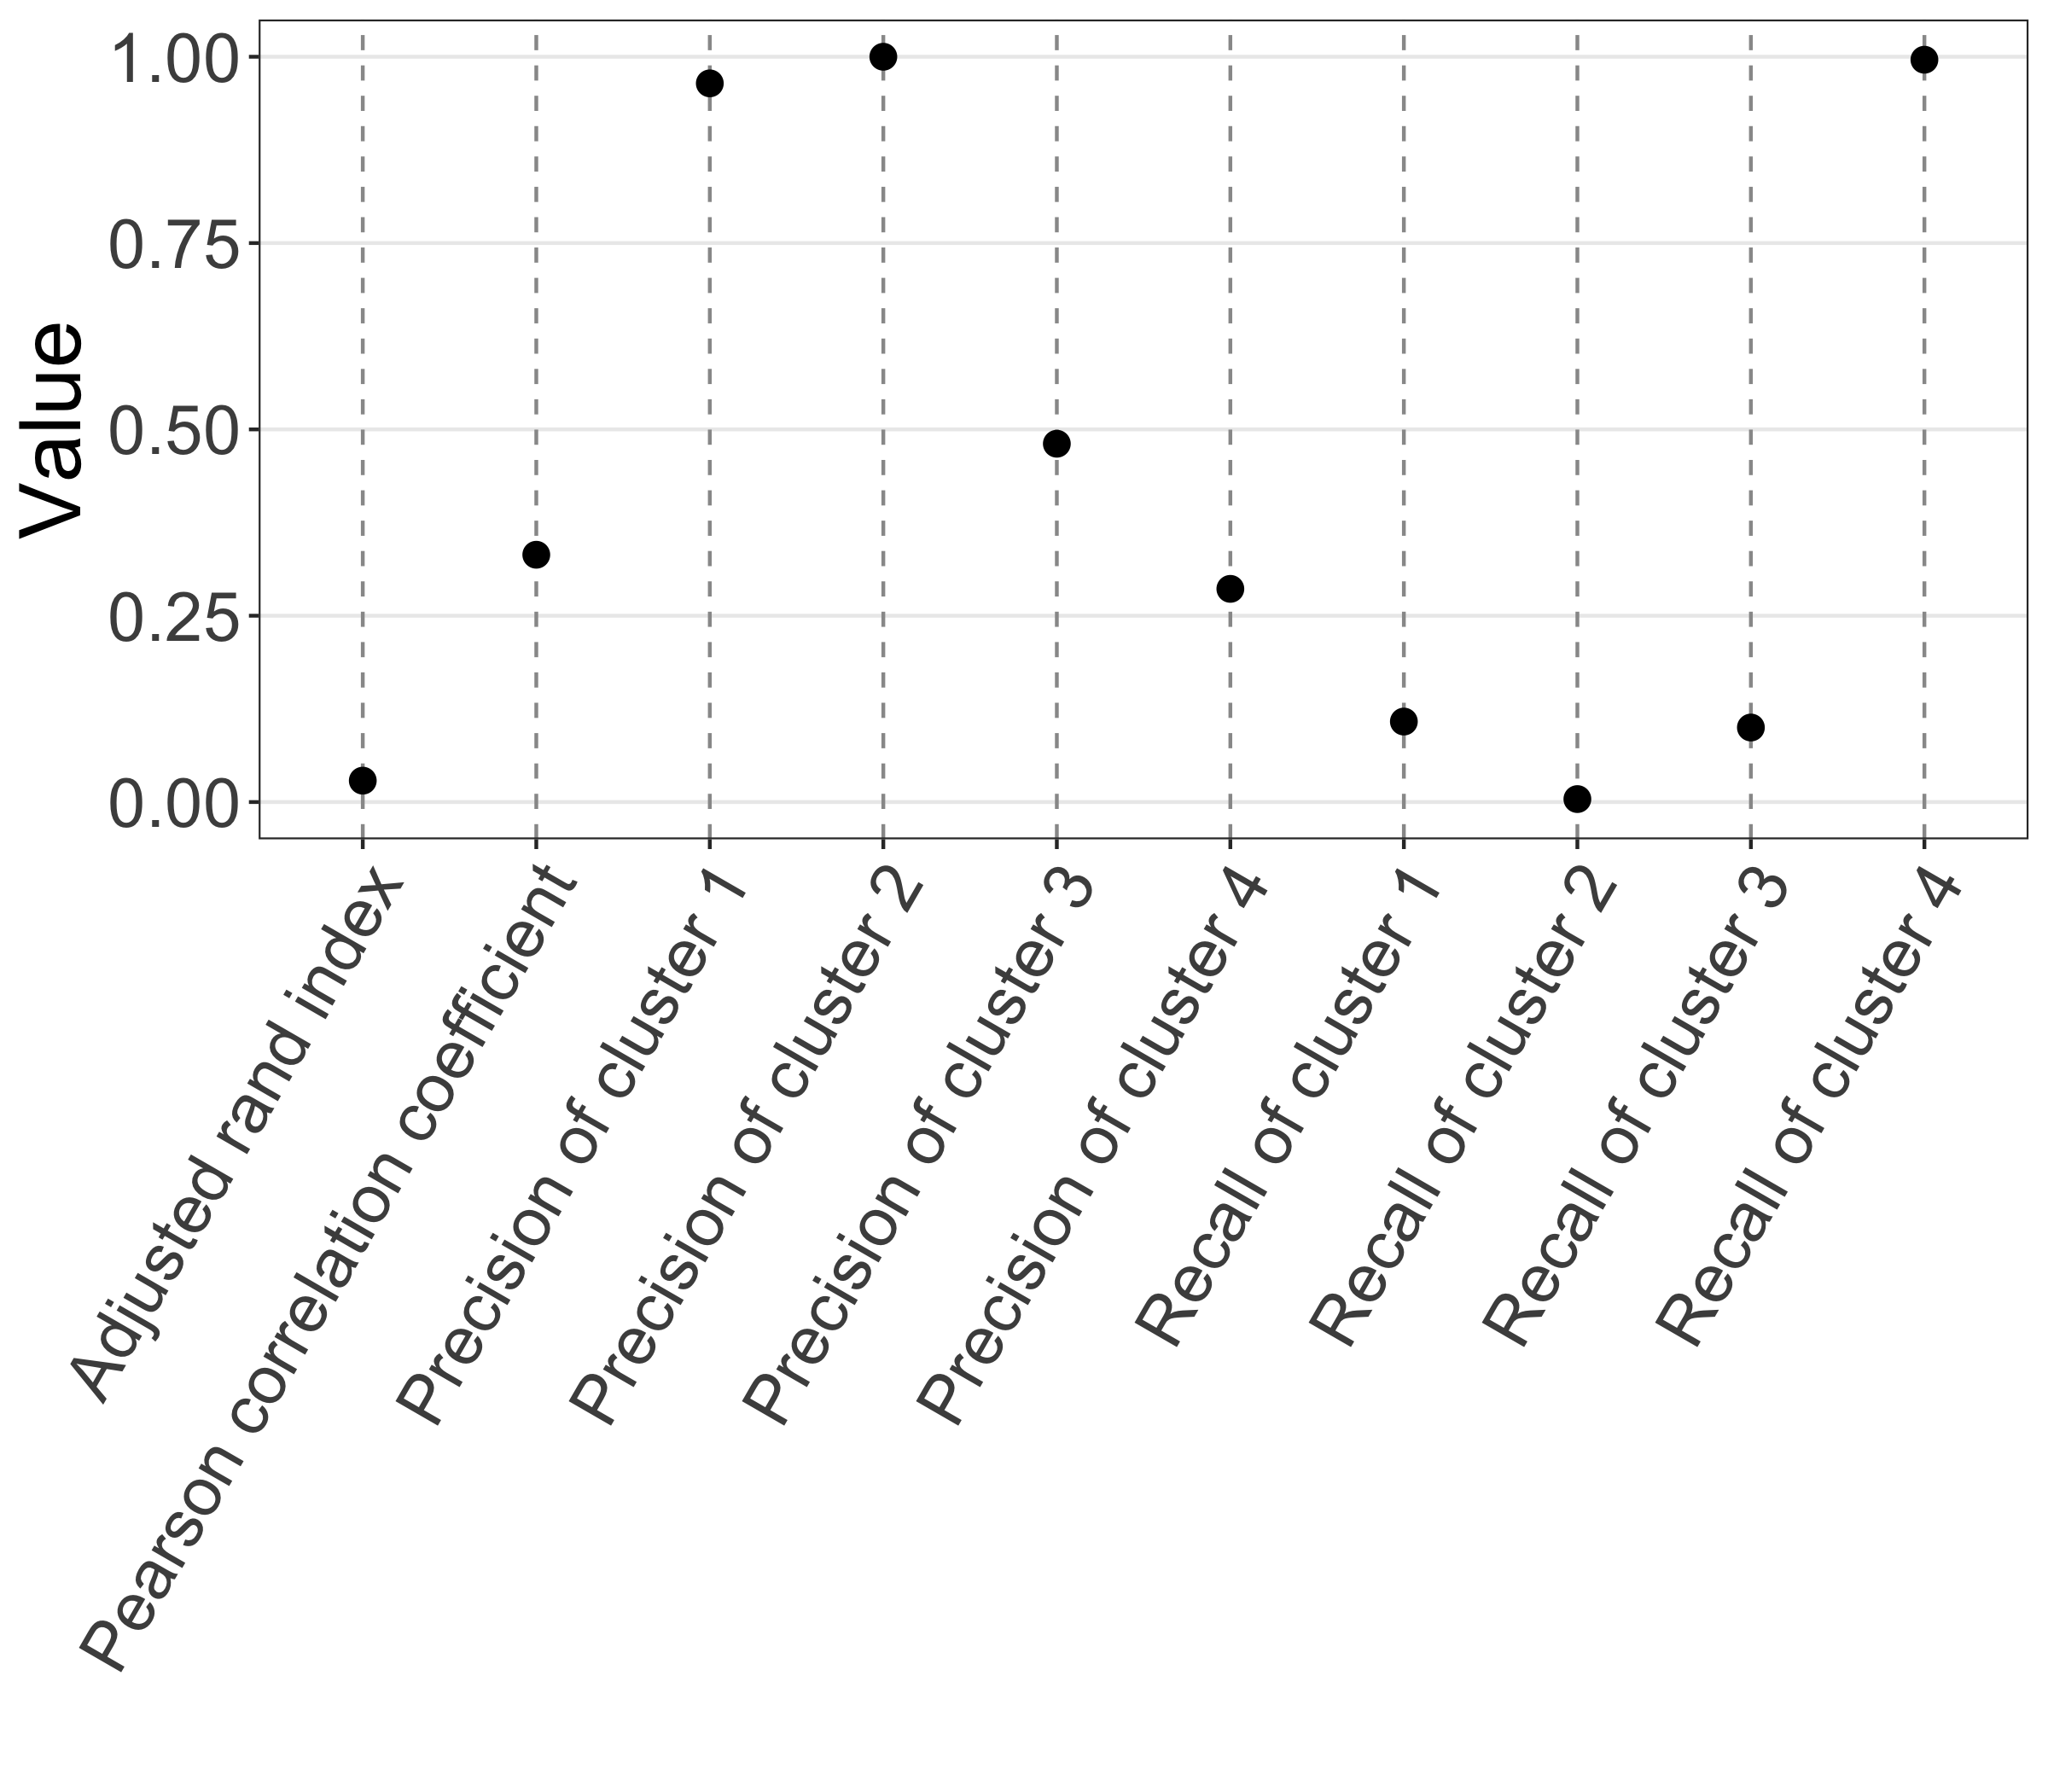 Value
1.00
0.75
0.50
0.25
0.00
Adjusted rand index
Pearson correlation coefficient
Precision of cluster 1
Precision of cluster 2
Precision of cluster 3
Precision of cluster 4
Recall of cluster 1
Recall of cluster 2
Recall of cluster 3
Recall of cluster 4